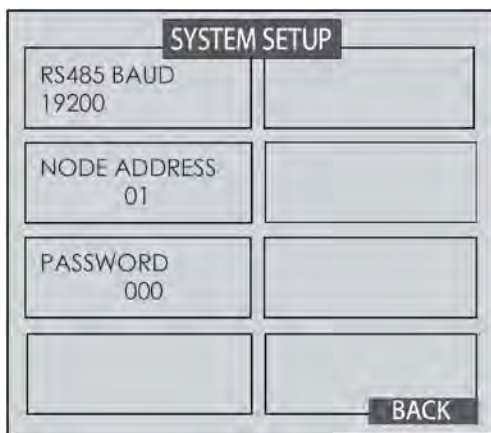 SYSTEM SETUP
RS485 BAUD
19200
NODE ADDRESS
01
PASSWORD
000
BACK